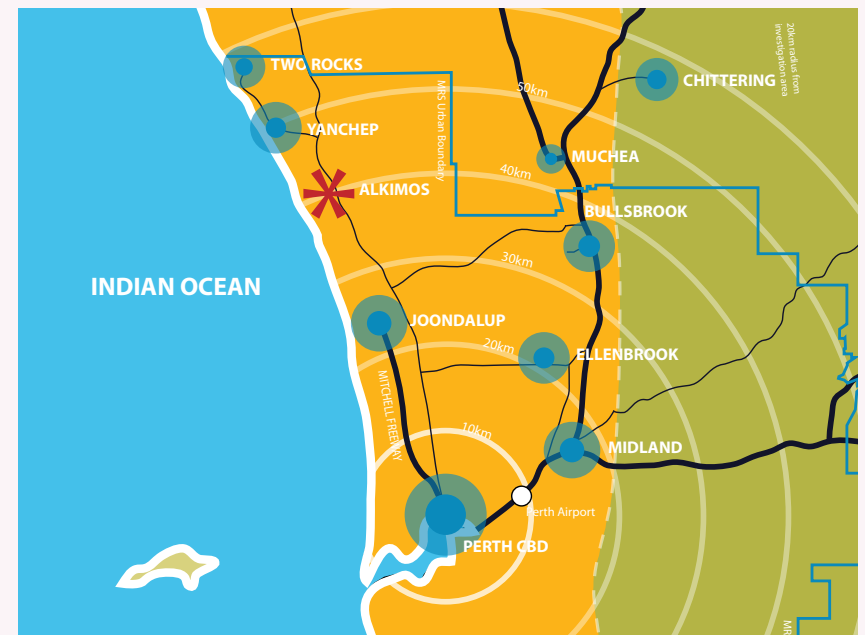 20km radius from
investigation area
TWO ROCKS
CHITTERING
MRS Urban Boundary
50km
YANCHEP
MUCHEA
40km
ALKIMOS
BULLSBROOK
30km
INDIAN OCEAN
JOONDALUP
20km
ELLENBROOK
MITCHELL FREEWAY
10km
MIDLAND
Perth Airport
PERTH CBD